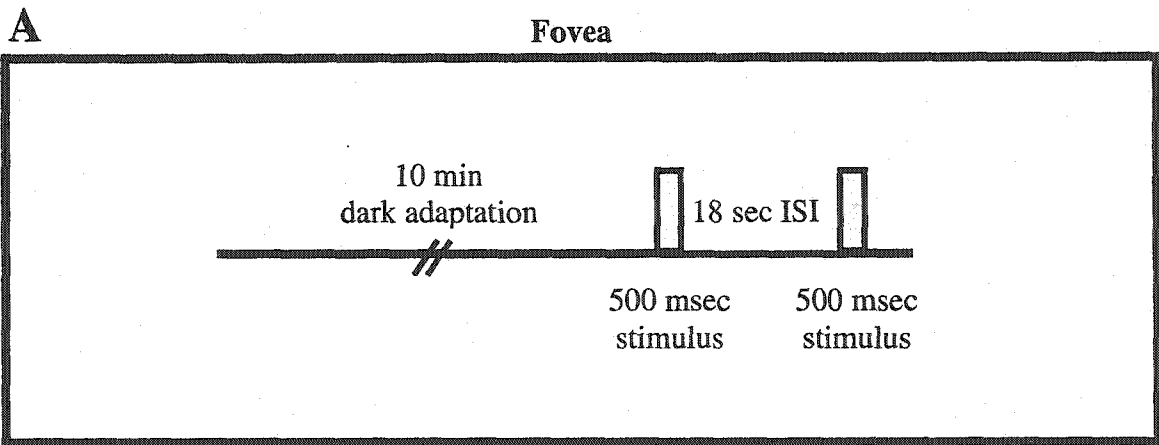 A
Fovea
10 min
dark adaptation
18 sec ISI
500 msec
stimulus
500 msec
stimulus